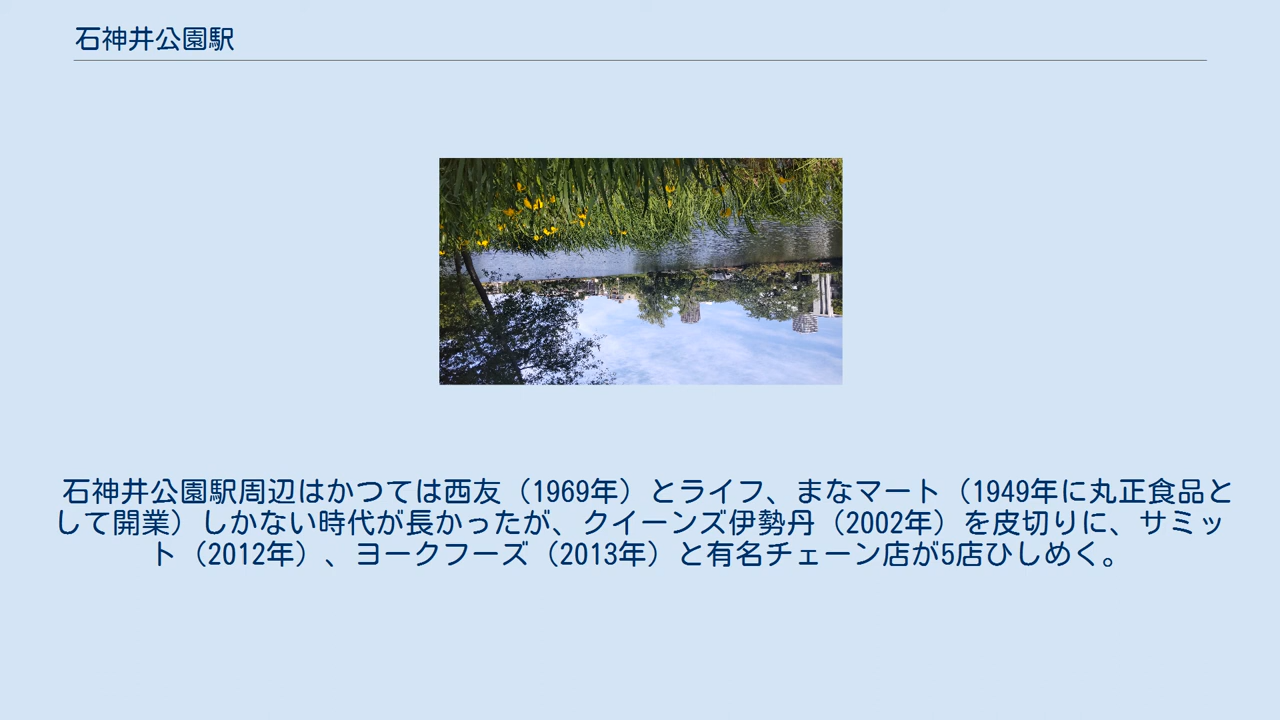 石神井公園駅
石神井公園駅周辺はかつては西友（1969年）とライフ、まなマート（1949年に丸正食品と
して開業）しかない時代が長かったが、クイーンズ伊勢丹（2002年）を皮切りに、サミッ
ト（2012年）、ヨークフーズ（2013年）と有名チェーン店が5店ひしめく。